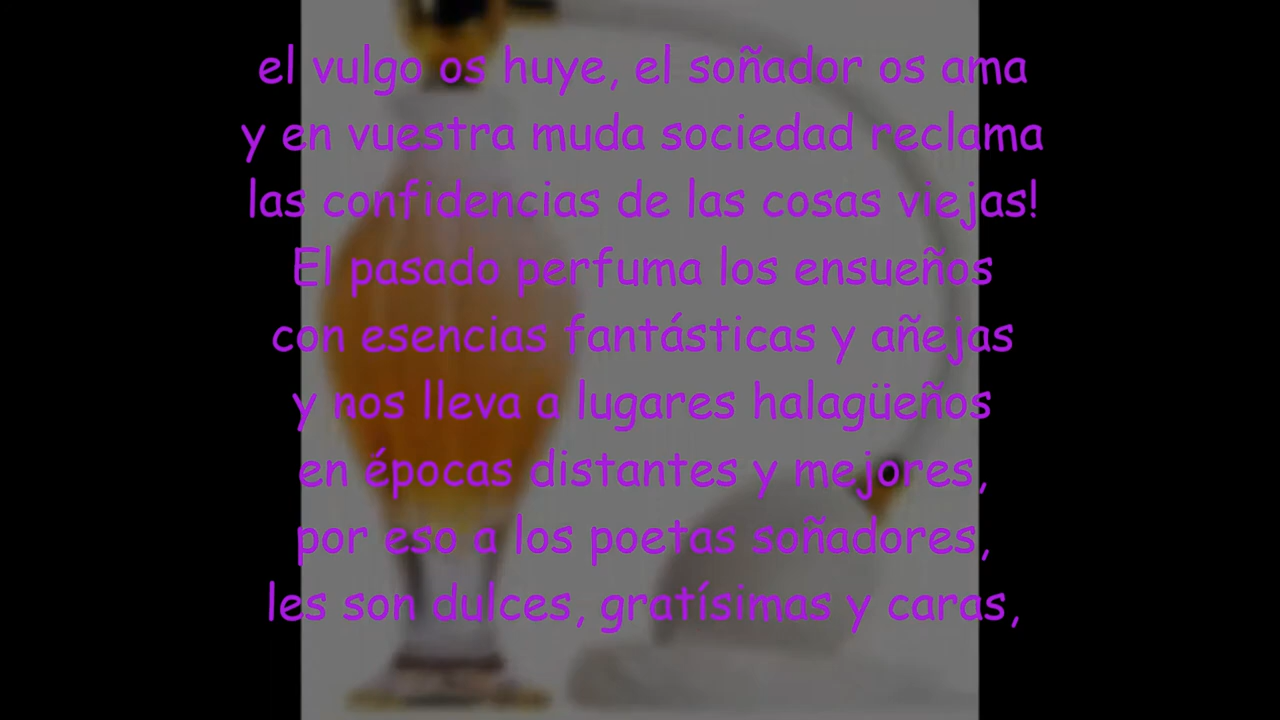 el vulgo os huye, el soñador os ama
y en vuestra muda sociedad reclama
las confidencias de las cosas viejas!
El pasado perfuma los ensueños
con esencias fantásticas y añejas
y nos lleva a lugares halagüeños
en épocas distantes y mejores,
por eso a los poetas soñadores,
les son dulces, gratísimas y caras,